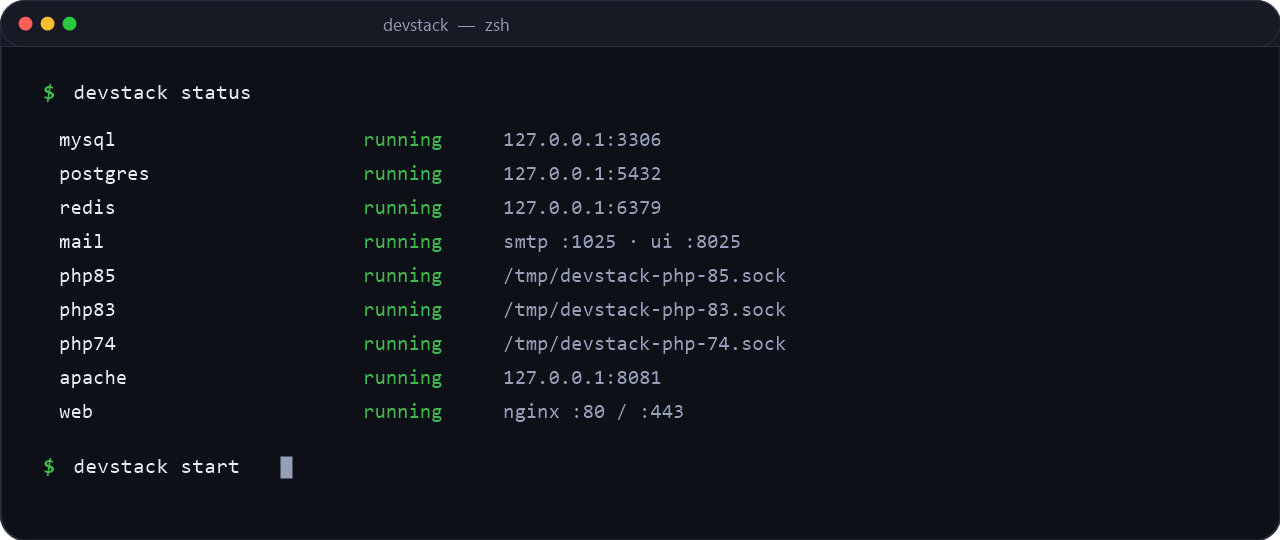 devstack — zsh
$ devstack status
mysql running 127.0.0.1:3306
postgres running 127.0.0.1:5432
redis running 127.0.0.1:6379
mail running smtp :1025 · ui :8025
php85 running /tmp/devstack-php-85.sock
php83 running /tmp/devstack-php-83.sock
php74 running /tmp/devstack-php-74.sock
apache running 127.0.0.1:8081
web running nginx :80 / :443
$ devstack start